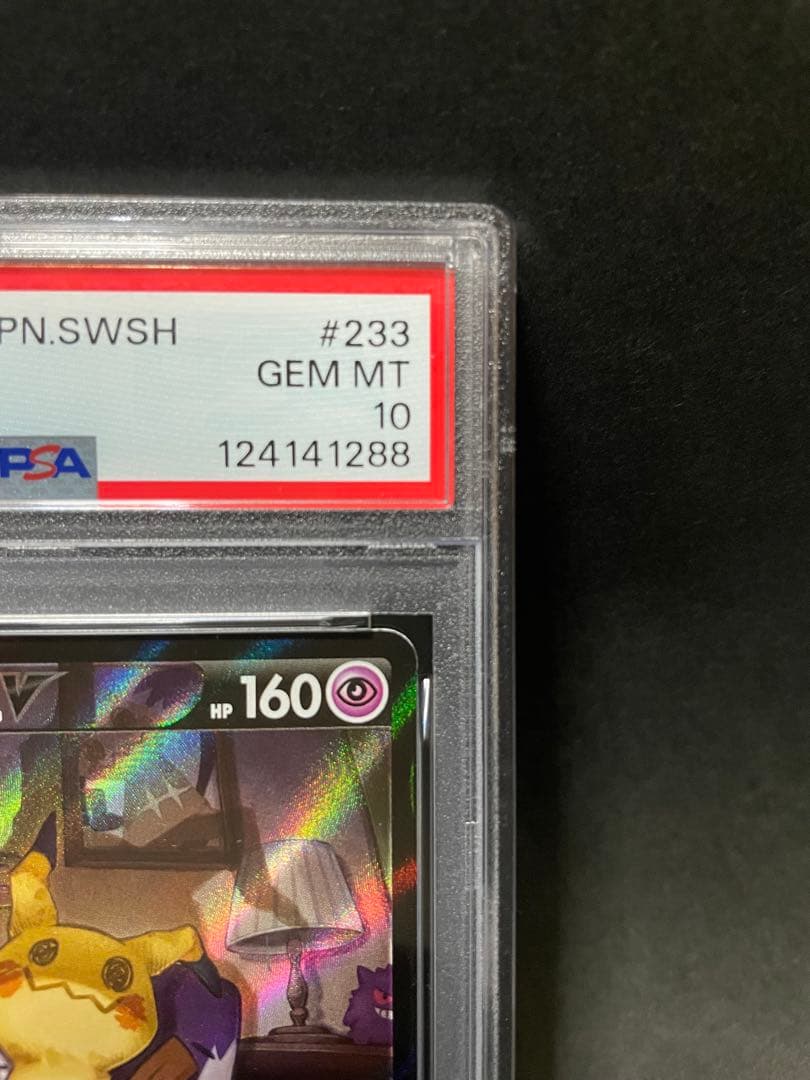 PN.SWSH #233
GEM MT
10
PSA 124141288
HP 160